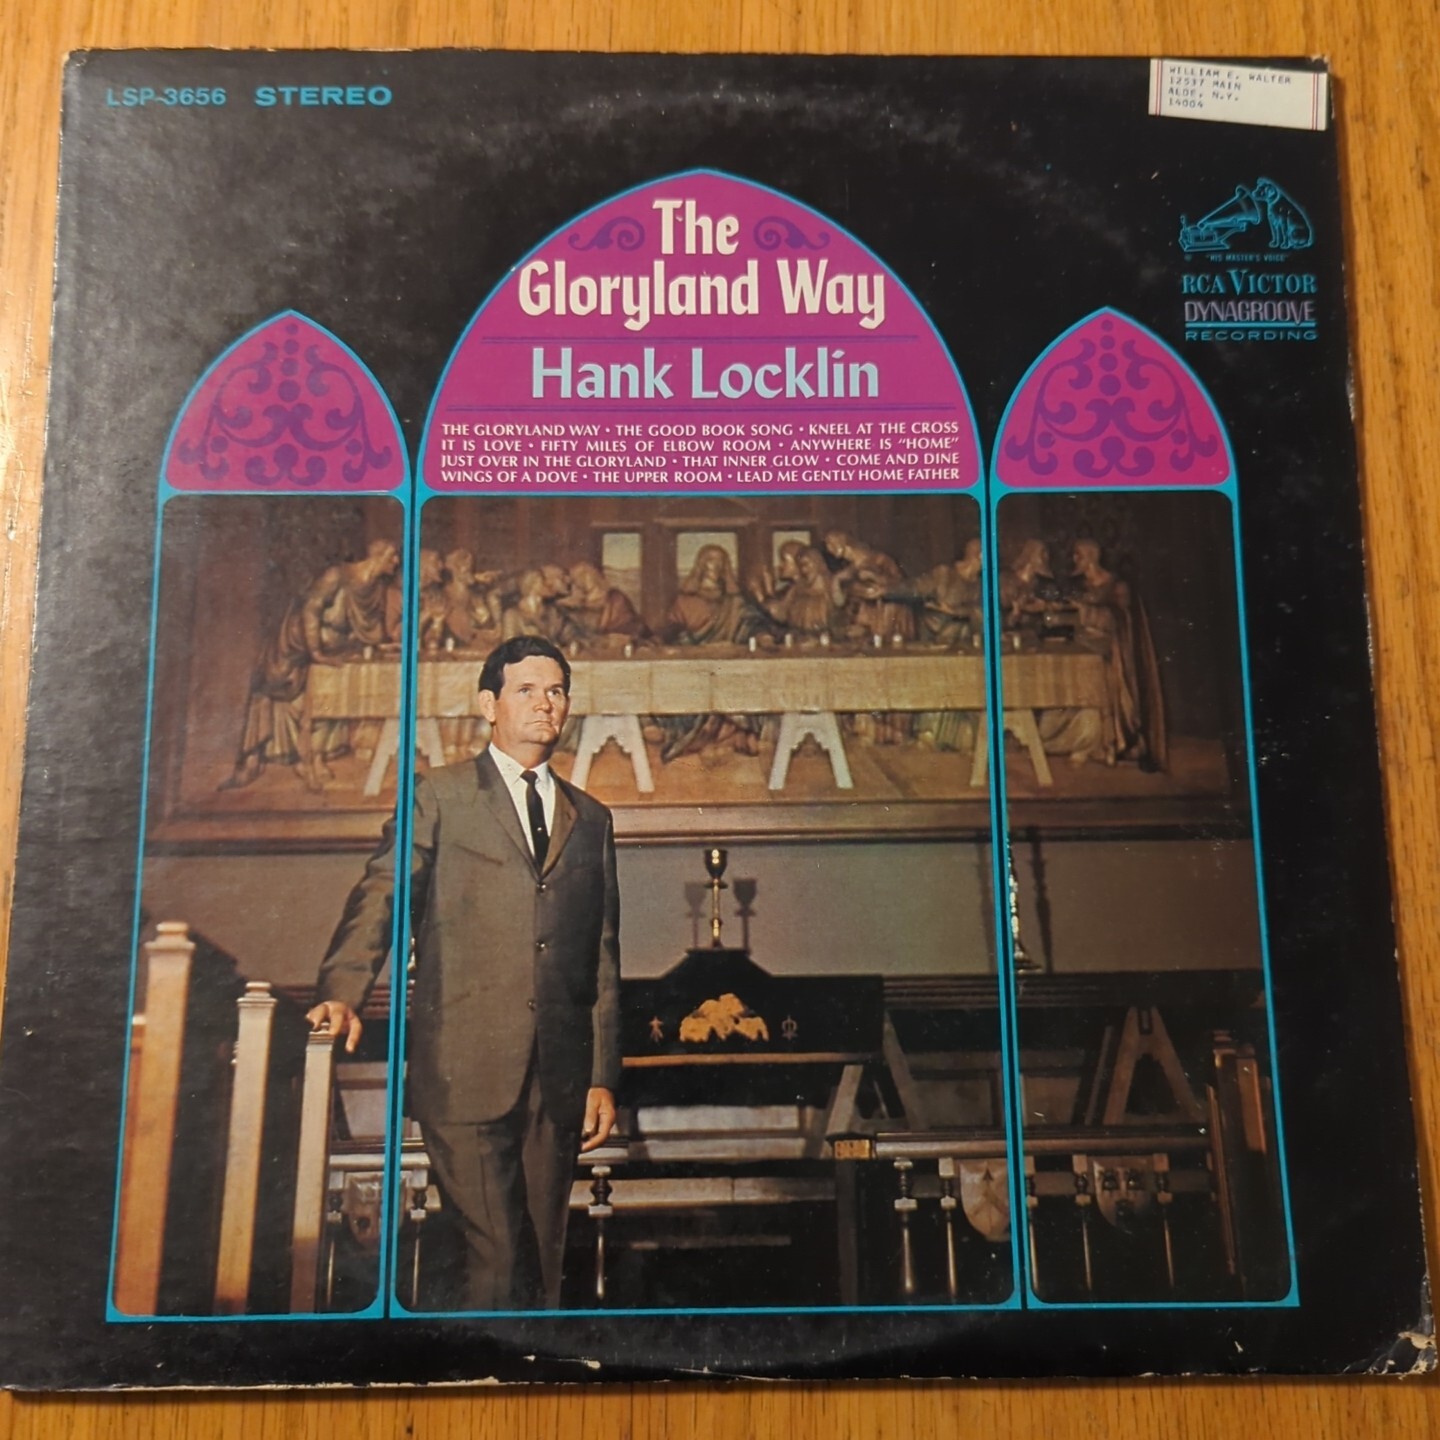 LSP-3656 STEREO
WILLIAM E. WALTER
12537 MAIN
ALDE, N.Y.
14004
The
Gloryland Way
Hank Locklin
THE GLORYLAND WAY • THE GOOD BOOK SONG • KNEEL AT THE CROSS
IT IS LOVE • FIFTY MILES OF ELBOW ROOM • ANYWHERE IS "HOME"
JUST OVER IN THE GLORYLAND • THAT INNER GLOW • COME AND DINE
WINGS OF A DOVE • THE UPPER ROOM • LEAD ME GENTLY HOME, FATHER
"HIS MASTER'S VOICE"
RCA VICTOR
DYNAGROOVE
RECORDING